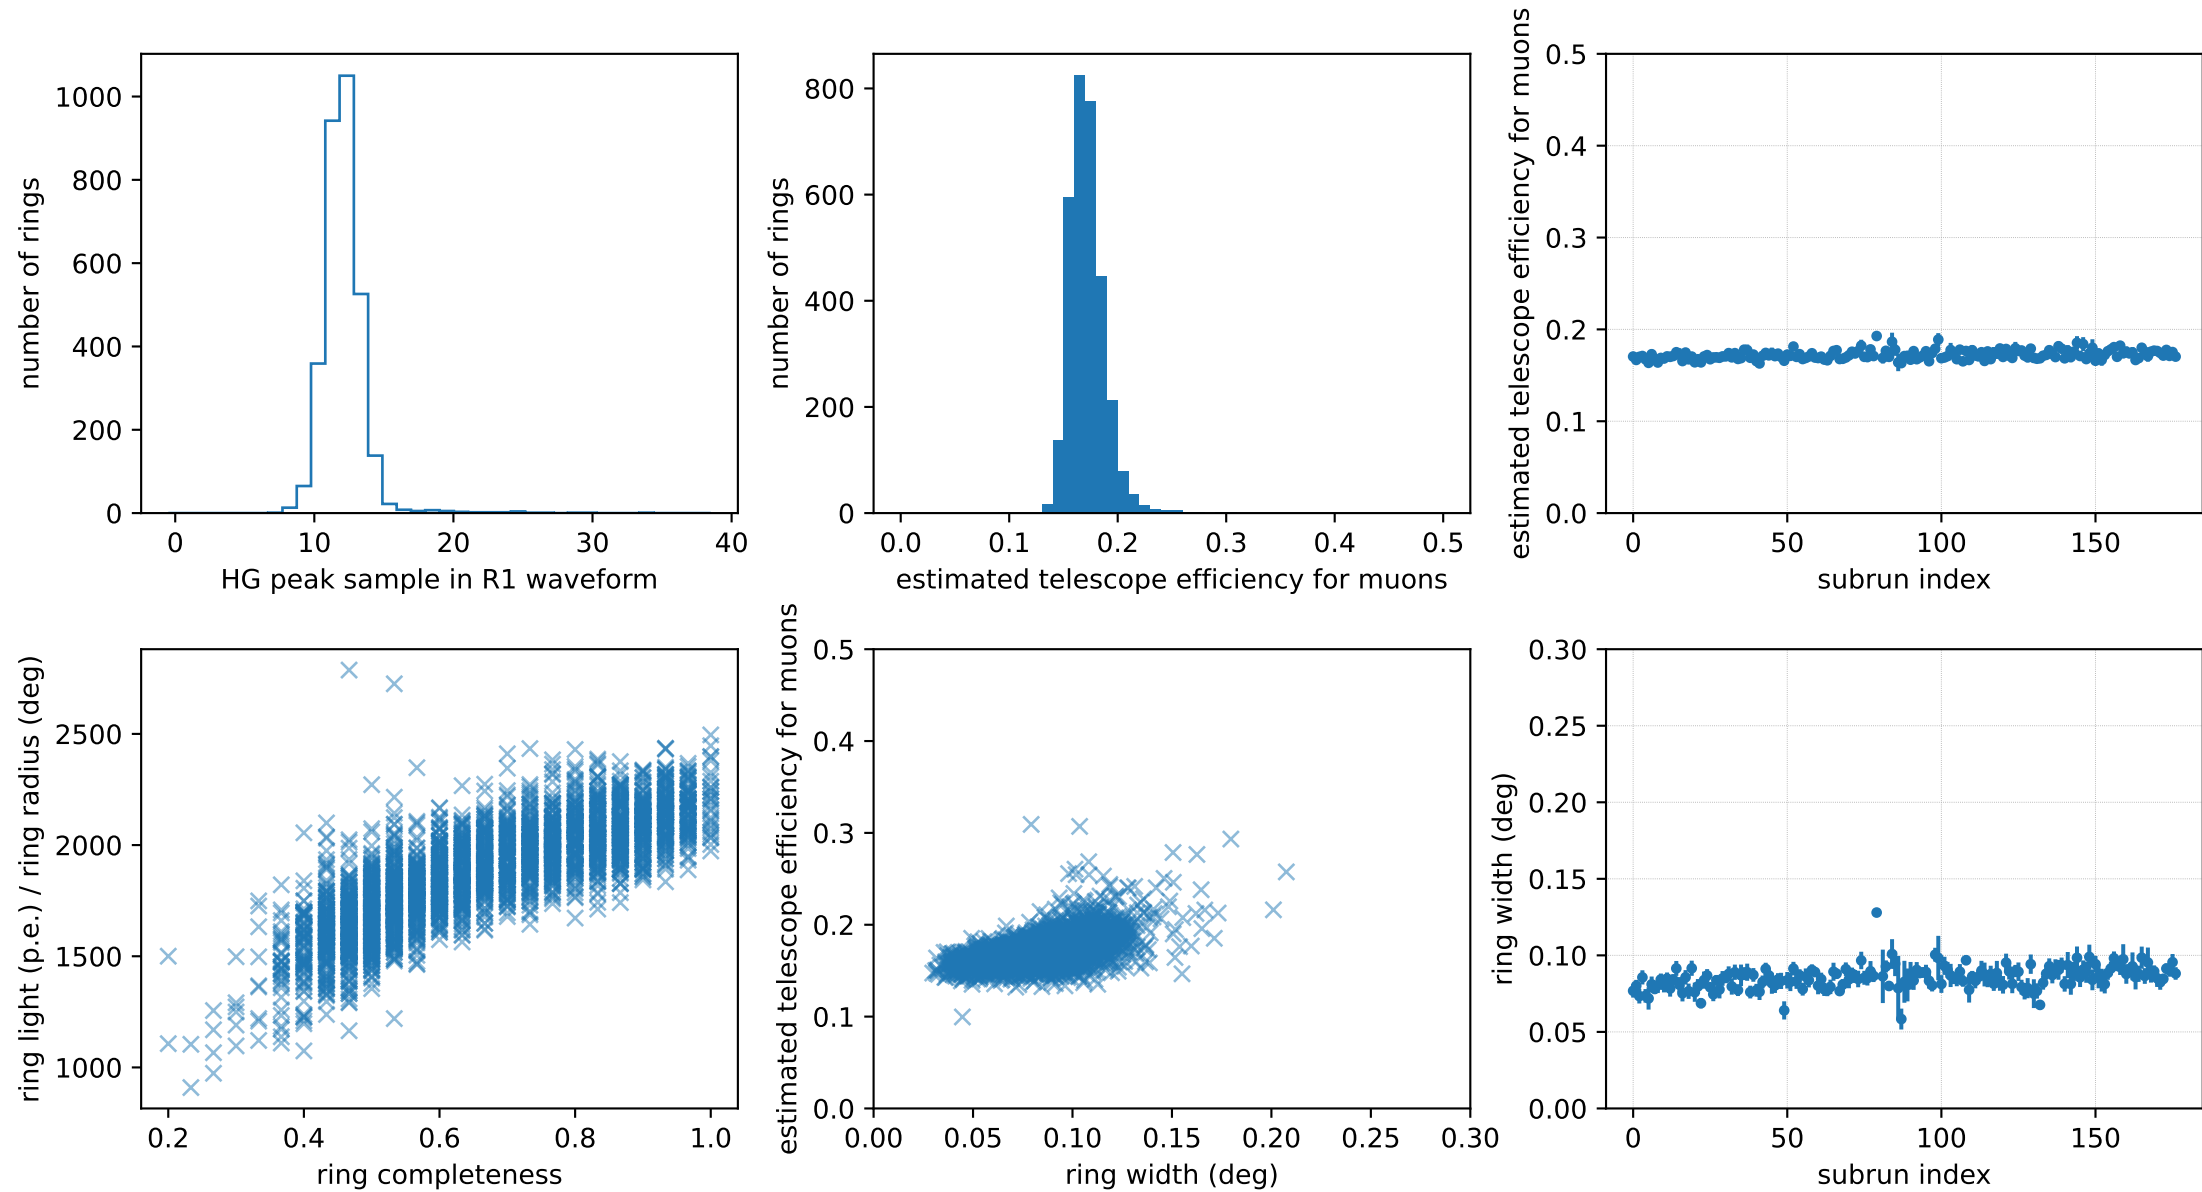 number of rings
1000
800
600
400
200
0
0 10 20 30 40
HG peak sample in R1 waveform
number of rings
800
600
400
200
0
0.0 0.1 0.2 0.3 0.4 0.5
estimated telescope efficiency for muons
estimated telescope efficiency for muons
0.5
0.4
0.3
0.2
0.1
0.0
0 50 100 150
subrun index
ring light (p.e.) / ring radius (deg)
2500
2000
1500
1000
0.2 0.4 0.6 0.8 1.0
ring completeness
estimated telescope efficiency for muons
0.5
0.4
0.3
0.2
0.1
0.0
0.00 0.05 0.10 0.15 0.20 0.25 0.30
ring width (deg)
ring width (deg)
0.30
0.25
0.20
0.15
0.10
0.05
0.00
0 50 100 150
subrun index